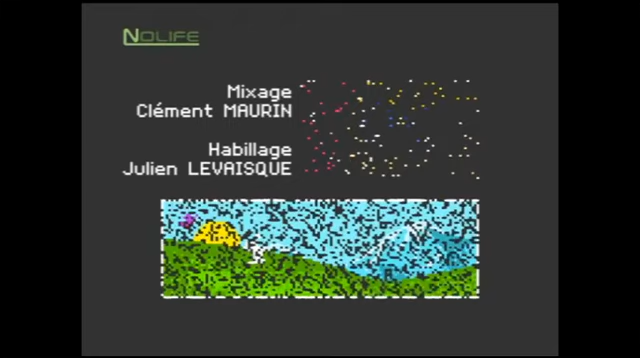 NOLIFE
Mixage
Clément MAURIN
Habillage
Julien LEVAISQUE